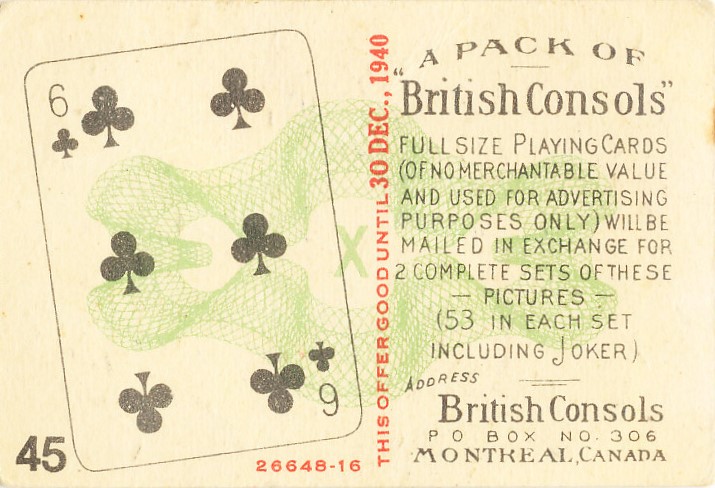 6
6
45
26648-16
THIS OFFER GOOD UNTIL 30 DEC., 1940
A PACK OF
"British Consols"
FULL SIZE PLAYING CARDS
(OF NO MERCHANTABLE VALUE
AND USED FOR ADVERTISING
PURPOSES ONLY) WILL BE
MAILED IN EXCHANGE FOR
2 COMPLETE SETS OF THESE
— PICTURES —
(53 IN EACH SET
INCLUDING JOKER)
ADDRESS
British Consols
P O BOX NO. 306
MONTREAL, CANADA